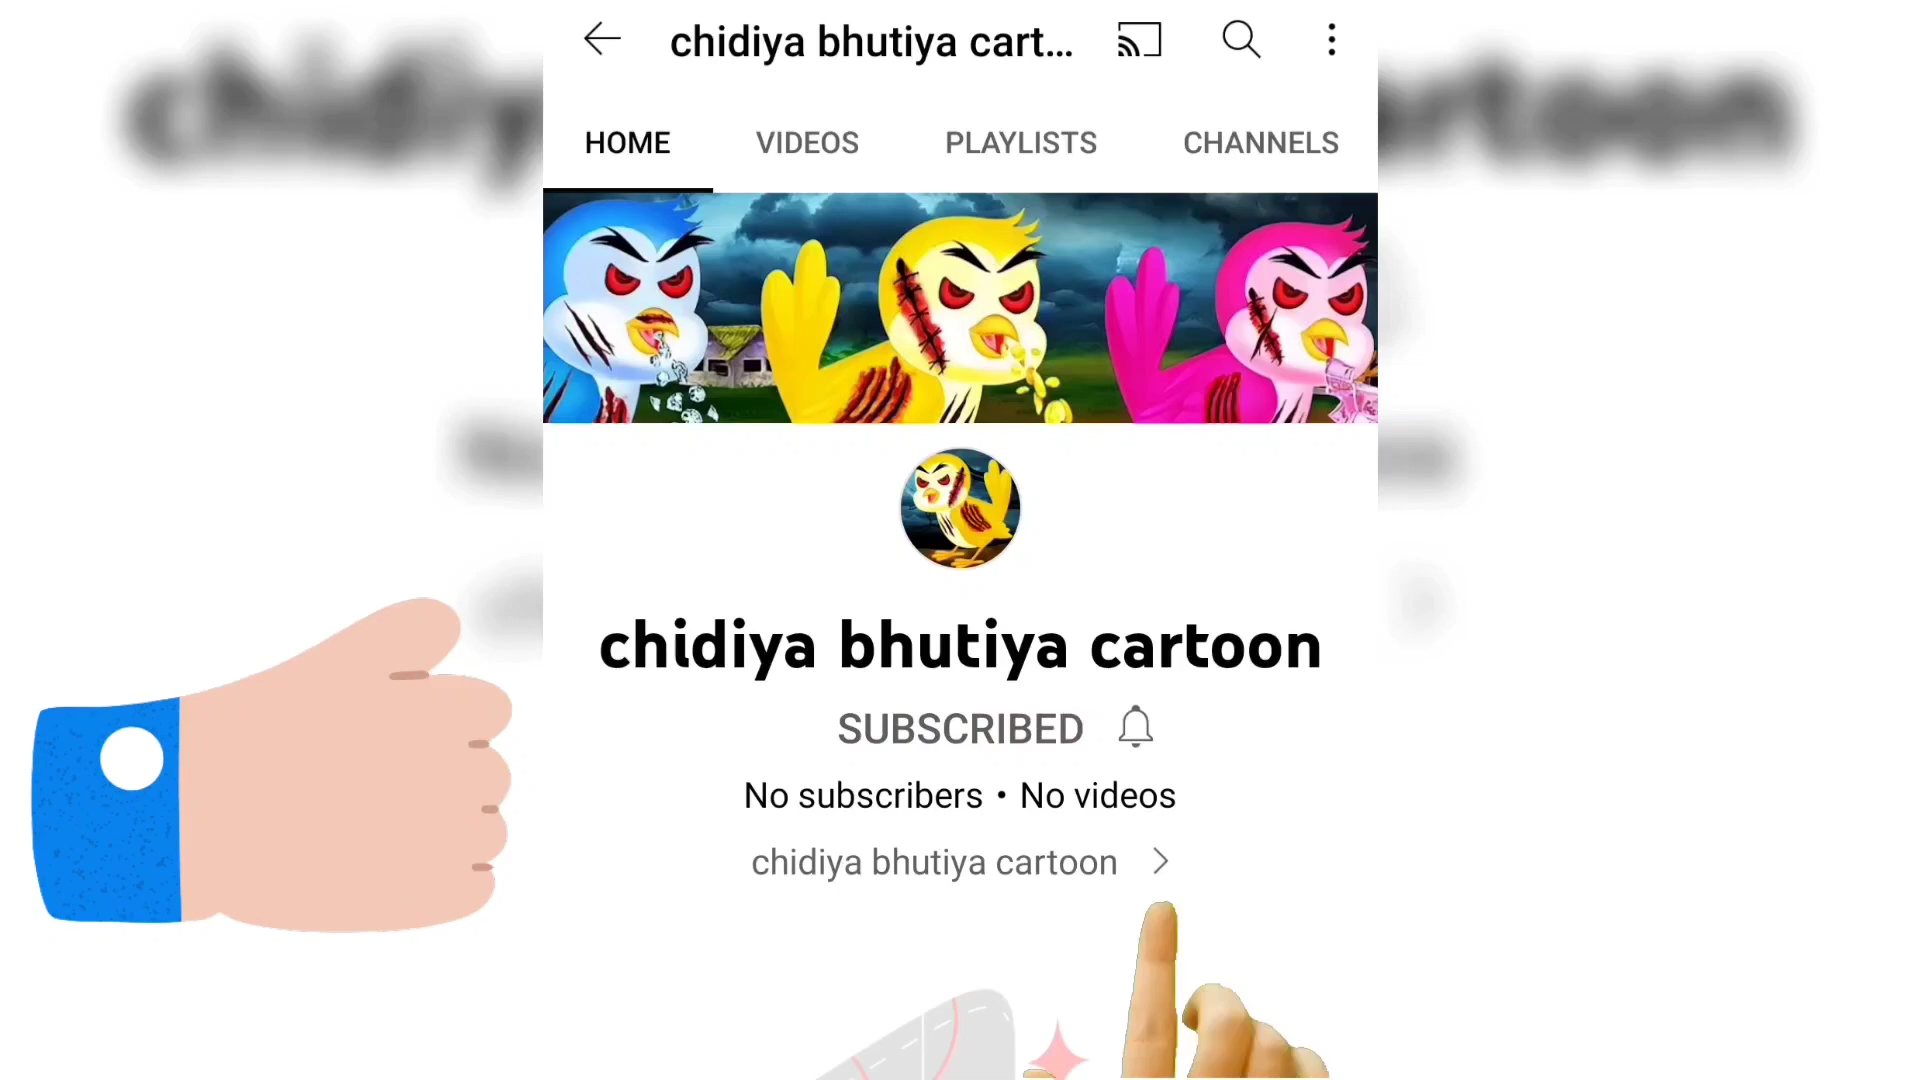 chidiya bhutiya cart...
HOME VIDEOS PLAYLISTS CHANNELS
chidiya bhutiya cartoon
SUBSCRIBED
No subscribers • No videos
chidiya bhutiya cartoon